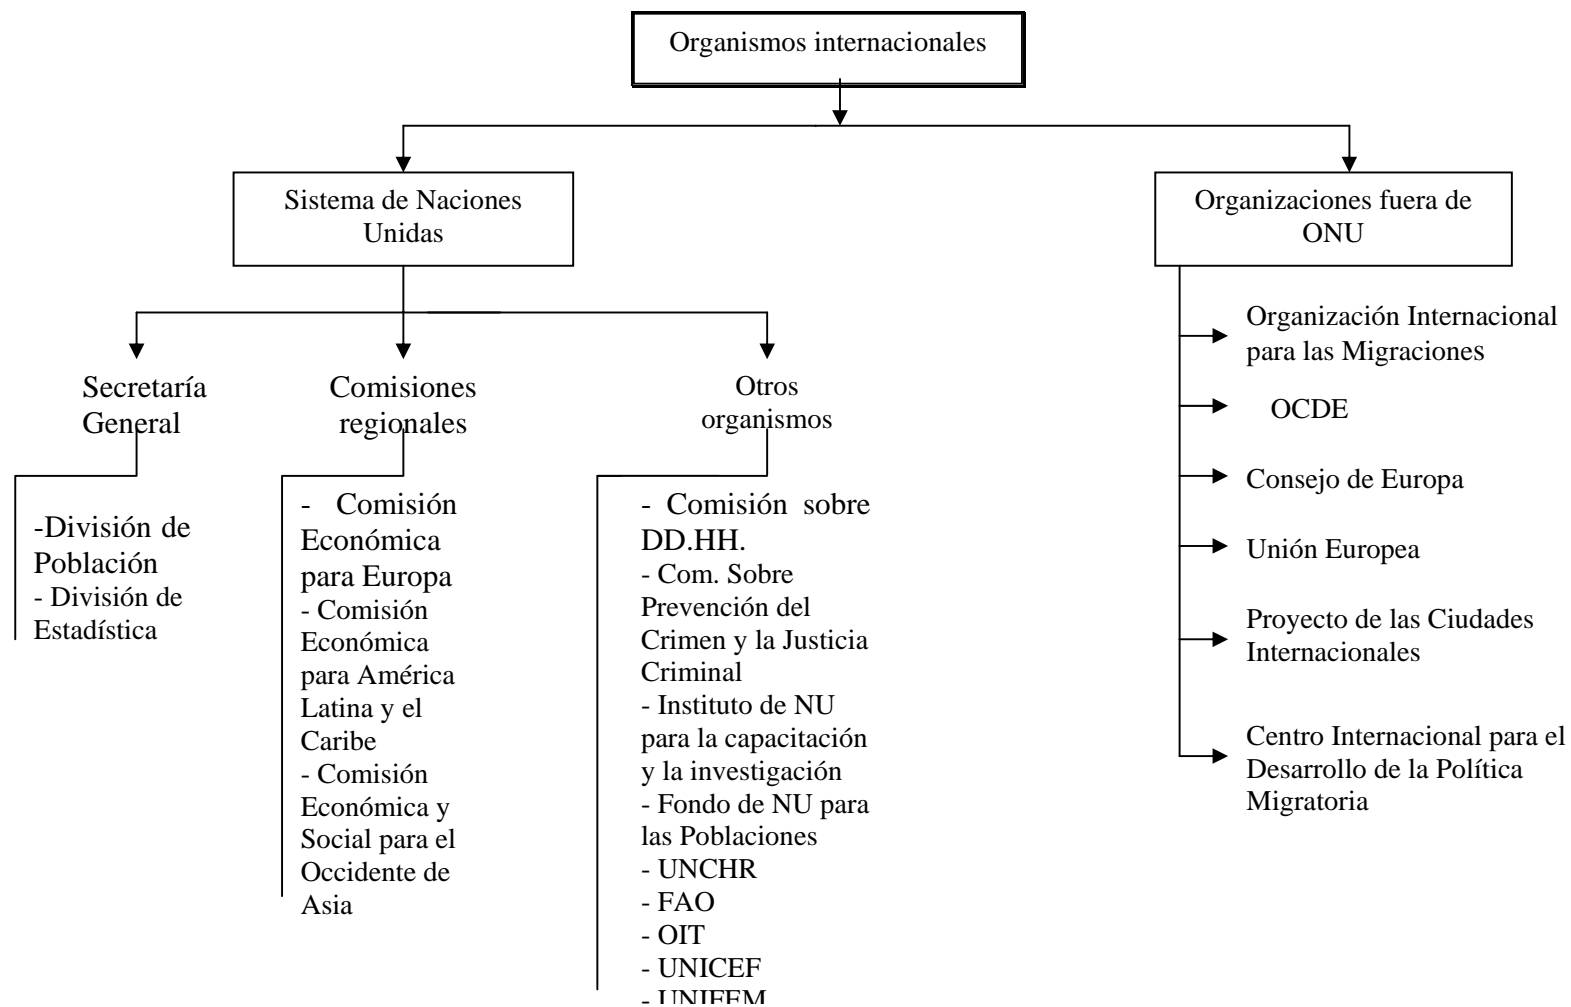 Organismos internacionales
Sistema de Naciones
Unidas
Organizaciones fuera de
ONU
Secretaría
General
Comisiones
regionales
Otros
organismos
-División de
Población
- División de
Estadística
- Comisión
Económica
para Europa
- Comisión
Económica
para América
Latina y el
Caribe
- Comisión
Económica y
Social para el
Occidente de
Asia
- Comisión sobre
DD.HH.
- Com. Sobre
Prevención del
Crimen y la Justicia
Criminal
- Instituto de NU
para la capacitación
y la investigación
- Fondo de NU para
las Poblaciones
- UNCHR
- FAO
- OIT
- UNICEF
- UNIFEM
Organización Internacional
para las Migraciones
OCDE
Consejo de Europa
Unión Europea
Proyecto de las Ciudades
Internacionales
Centro Internacional para el
Desarrollo de la Política
Migratoria